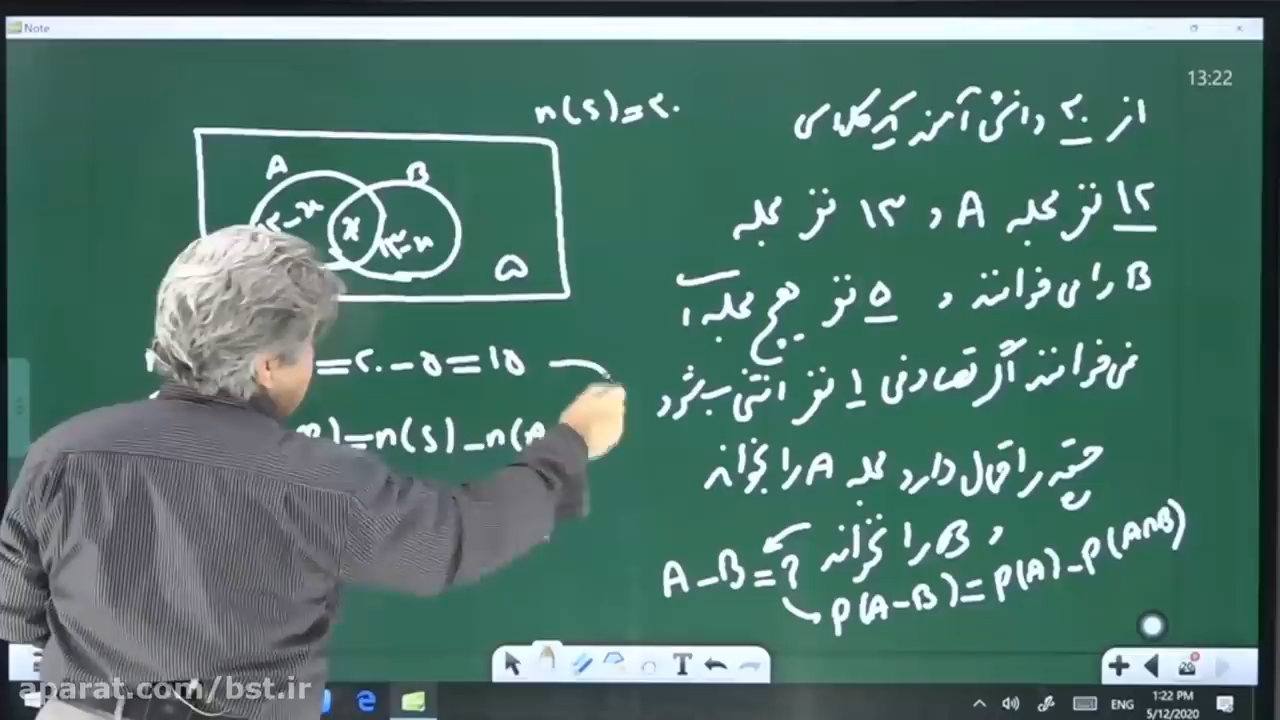 Note
13:22
n(S)=۲۰
از ۲۰ دانش آموز یک کلاس
۱۲ نفر مجله A و ۱۳ نفر مجله
B را می‌خوانند و ۵ نفر هیچ مجله ای
نمی‌خوانند اگر تصادفی ۱ نفر انتخاب شود
چقدر احتمال دارد مجله A را بخواند
و B را نخواند
A-B=?
P(A-B)=P(A)-P(A∩B)
A
B
۱۲-x
x
۱۳-x
۵
=۲۰-۵=۱۵
)=n(S)-n(A
aparat.com/bst.ir
T
26
ENG
1:22 PM
5/12/2020